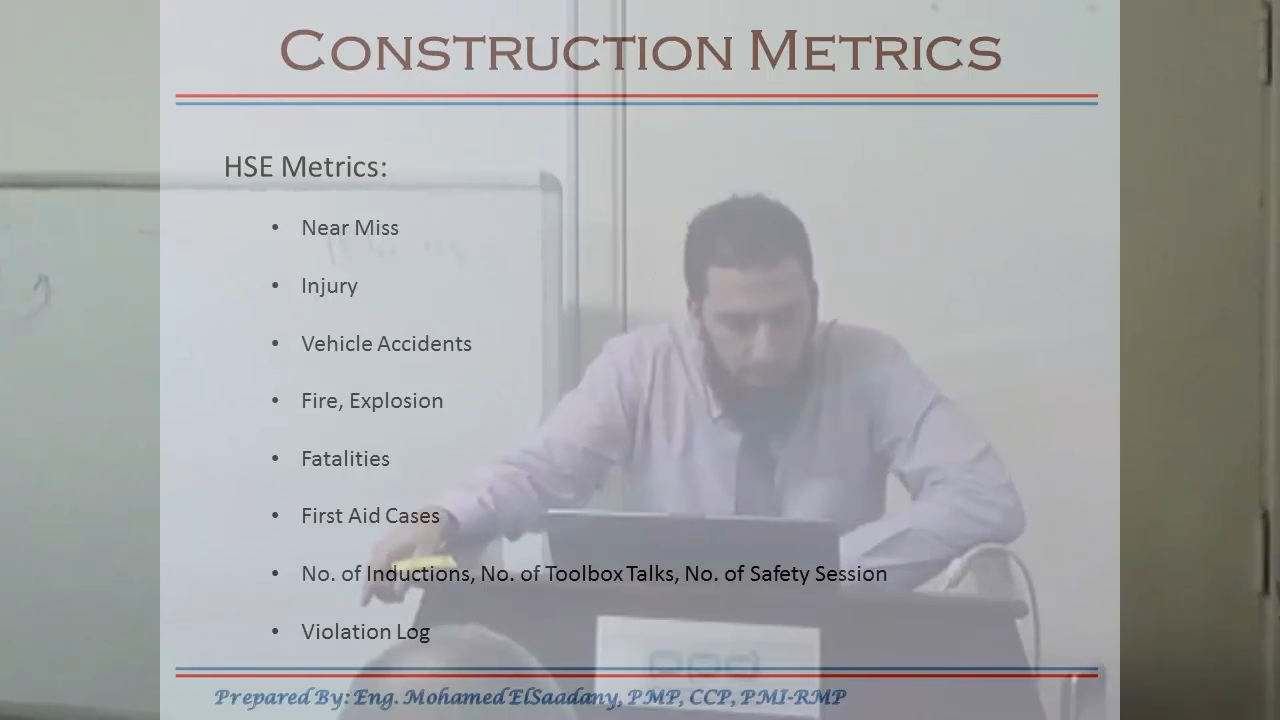 CONSTRUCTION METRICS
HSE Metrics:
• Near Miss
• Injury
• Vehicle Accidents
• Fire, Explosion
• Fatalities
• First Aid Cases
• No. of Inductions, No. of Toolbox Talks, No. of Safety Session
• Violation Log
Prepared By: Eng. Mohamed ElSaadany, PMP, CCP, PMI-RMP